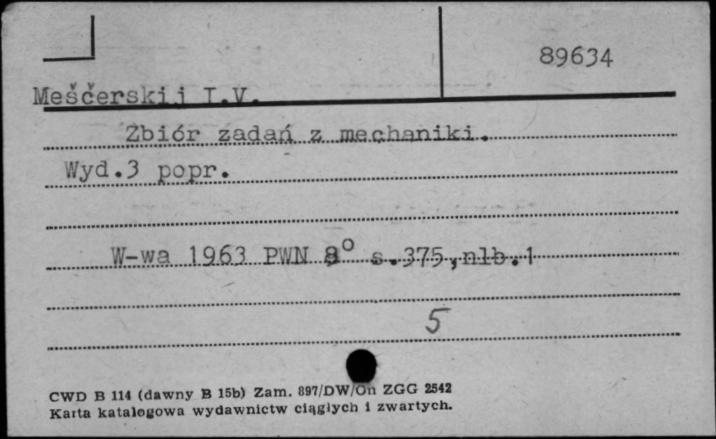 89634
Meščerskij I.V.
Zbiór zadań z mechaniki.
Wyd.3 popr.
W-wa 1963 PWN 8° s.375,nlb.1
5
CWD B 114 (dawny B 15b) Zam. 897/DW/On ZGG 2542
Karta katalogowa wydawnictw ciągłych i zwartych.